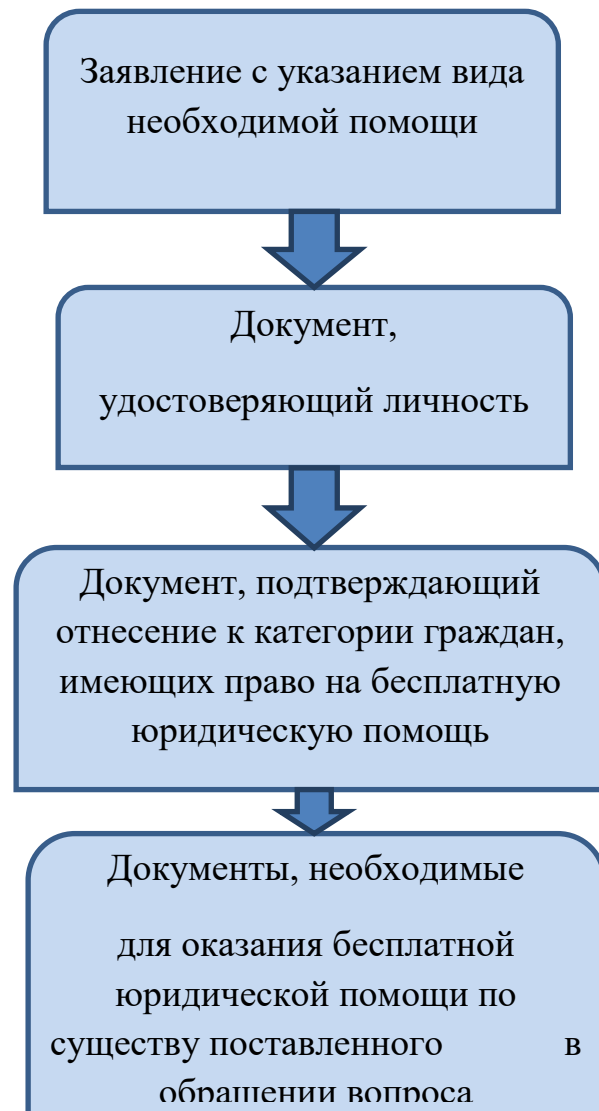 Заявление с указанием вида
необходимой помощи
Документ,
удостоверяющий личность
Документ, подтверждающий
отнесение к категории граждан,
имеющих право на бесплатную
юридическую помощь
Документы, необходимые
для оказания бесплатной
юридической помощи по
существу поставленного в
обращении вопроса